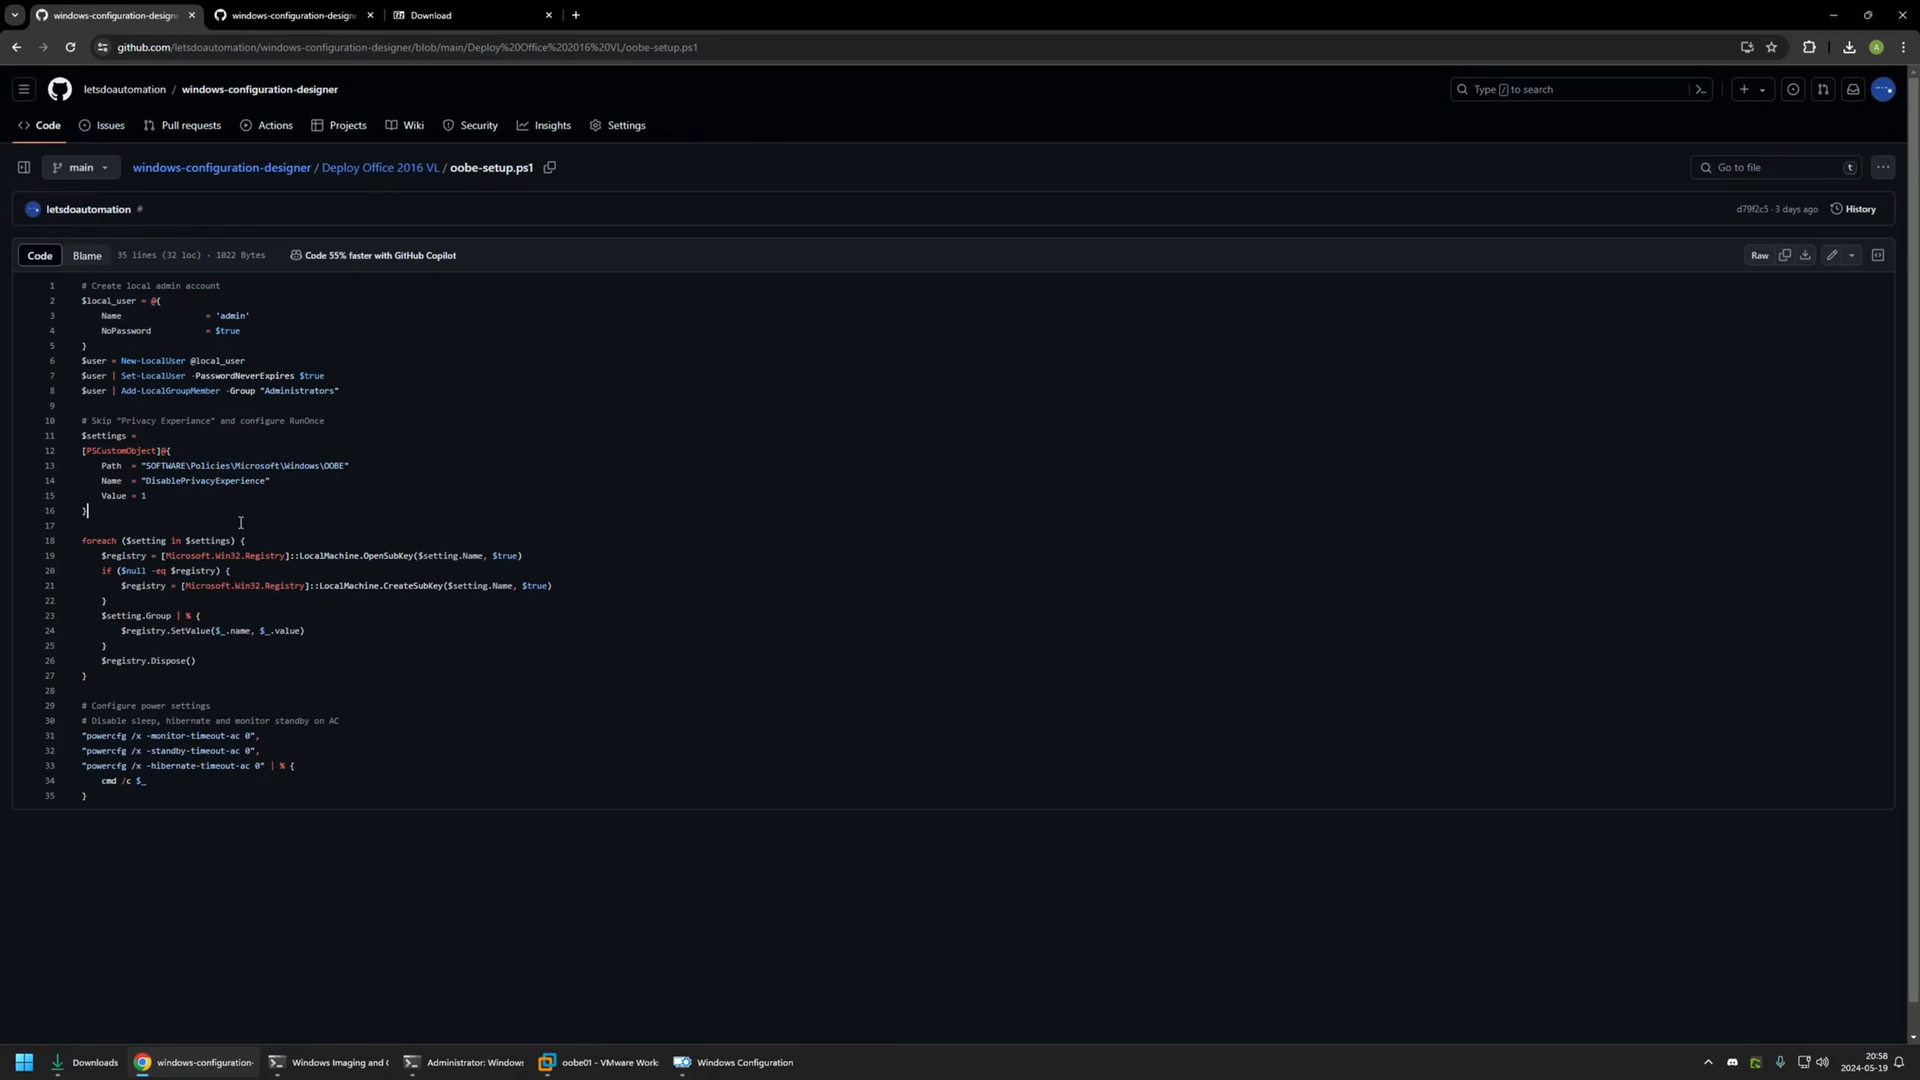 windows-configuration-design
windows-configuration-design
Download
github.com/letsdoautomation/windows-configuration-designer/blob/main/Deploy%20Office%202016%20VL/oobe-setup.ps1
A
letsdoautomation / windows-configuration-designer
Type / to search
Code
Issues
Pull requests
Actions
Projects
Wiki
Security
Insights
Settings
main
windows-configuration-designer / Deploy Office 2016 VL / oobe-setup.ps1
Go to file
t
letsdoautomation #
d79f2c5 · 3 days ago
History
Code
Blame
35 lines (32 loc) · 1022 Bytes
Code 55% faster with GitHub Copilot
Raw
1 # Create local admin account
2 $local_user = @{
3 Name = 'admin'
4 NoPassword = $true
5 }
6 $user = New-LocalUser @local_user
7 $user | Set-LocalUser -PasswordNeverExpires $true
8 $user | Add-LocalGroupMember -Group "Administrators"
9
10 # Skip "Privacy Experiance" and configure RunOnce
11 $settings =
12 [PSCustomObject]@{
13 Path = "SOFTWARE\Policies\Microsoft\Windows\OOBE"
14 Name = "DisablePrivacyExperience"
15 Value = 1
16 }
17
18 foreach ($setting in $settings) {
19 $registry = [Microsoft.Win32.Registry]::LocalMachine.OpenSubKey($setting.Name, $true)
20 if ($null -eq $registry) {
21 $registry = [Microsoft.Win32.Registry]::LocalMachine.CreateSubKey($setting.Name, $true)
22 }
23 $setting.Group | % {
24 $registry.SetValue($_.name, $_.value)
25 }
26 $registry.Dispose()
27 }
28
29 # Configure power settings
30 # Disable sleep, hibernate and monitor standby on AC
31 "powercfg /x -monitor-timeout-ac 0",
32 "powercfg /x -standby-timeout-ac 0",
33 "powercfg /x -hibernate-timeout-ac 0" | % {
34 cmd /c $_
35 }
Downloads
windows-configuration-
Windows Imaging and C
Administrator: Windows
oobe01 - VMware Work
Windows Configuration
20:58
2024-05-19